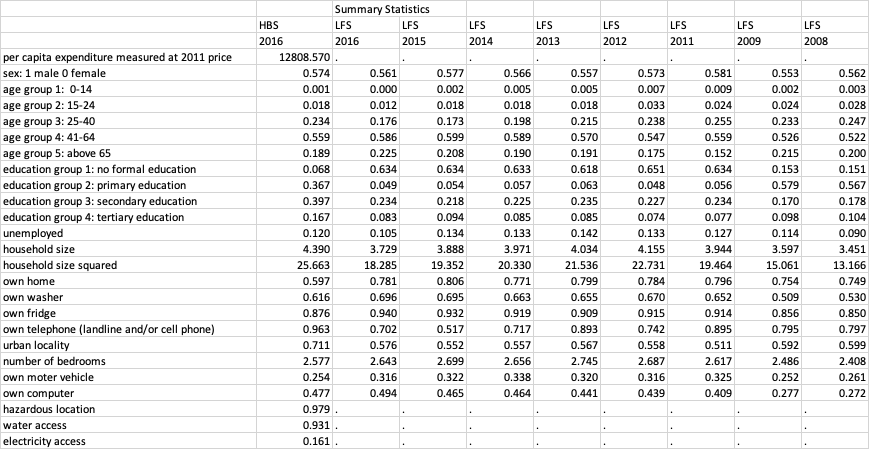 Summary Statistics
HBS LFS LFS LFS LFS LFS LFS LFS LFS
2016 2016 2015 2014 2013 2012 2011 2009 2008
per capita expenditure measured at 2011 price 12808.570 . . . . . . . .
sex: 1 male 0 female 0.574 0.561 0.577 0.566 0.557 0.573 0.581 0.553 0.562
age group 1:  0-14 0.001 0.000 0.002 0.005 0.005 0.007 0.009 0.002 0.003
age group 2: 15-24 0.018 0.012 0.018 0.018 0.018 0.033 0.024 0.024 0.028
age group 3: 25-40 0.234 0.176 0.173 0.198 0.215 0.238 0.255 0.233 0.247
age group 4: 41-64 0.559 0.586 0.599 0.589 0.570 0.547 0.559 0.526 0.522
age group 5: above 65 0.189 0.225 0.208 0.190 0.191 0.175 0.152 0.215 0.200
education group 1: no formal education 0.068 0.634 0.634 0.633 0.618 0.651 0.634 0.153 0.151
education group 2: primary education 0.367 0.049 0.054 0.057 0.063 0.048 0.056 0.579 0.567
education group 3: secondary education 0.397 0.234 0.218 0.225 0.235 0.227 0.234 0.170 0.178
education group 4: tertiary education 0.167 0.083 0.094 0.085 0.085 0.074 0.077 0.098 0.104
unemployed 0.120 0.105 0.134 0.133 0.142 0.133 0.127 0.114 0.090
household size 4.390 3.729 3.888 3.971 4.034 4.155 3.944 3.597 3.451
household size squared 25.663 18.285 19.352 20.330 21.536 22.731 19.464 15.061 13.166
own home 0.597 0.781 0.806 0.771 0.799 0.784 0.796 0.754 0.749
own washer 0.616 0.696 0.695 0.663 0.655 0.670 0.652 0.509 0.530
own fridge 0.876 0.940 0.932 0.919 0.909 0.915 0.914 0.856 0.850
own telephone (landline and/or cell phone) 0.963 0.702 0.517 0.717 0.893 0.742 0.895 0.795 0.797
urban locality 0.711 0.576 0.552 0.557 0.567 0.558 0.511 0.592 0.599
number of bedrooms 2.577 2.643 2.699 2.656 2.745 2.687 2.617 2.486 2.408
own moter vehicle 0.254 0.316 0.322 0.338 0.320 0.316 0.325 0.252 0.261
own computer 0.477 0.494 0.465 0.464 0.441 0.439 0.409 0.277 0.272
hazardous location 0.979 . . . . . . . .
water access 0.931 . . . . . . . .
electricity access 0.161 . . . . . . . .